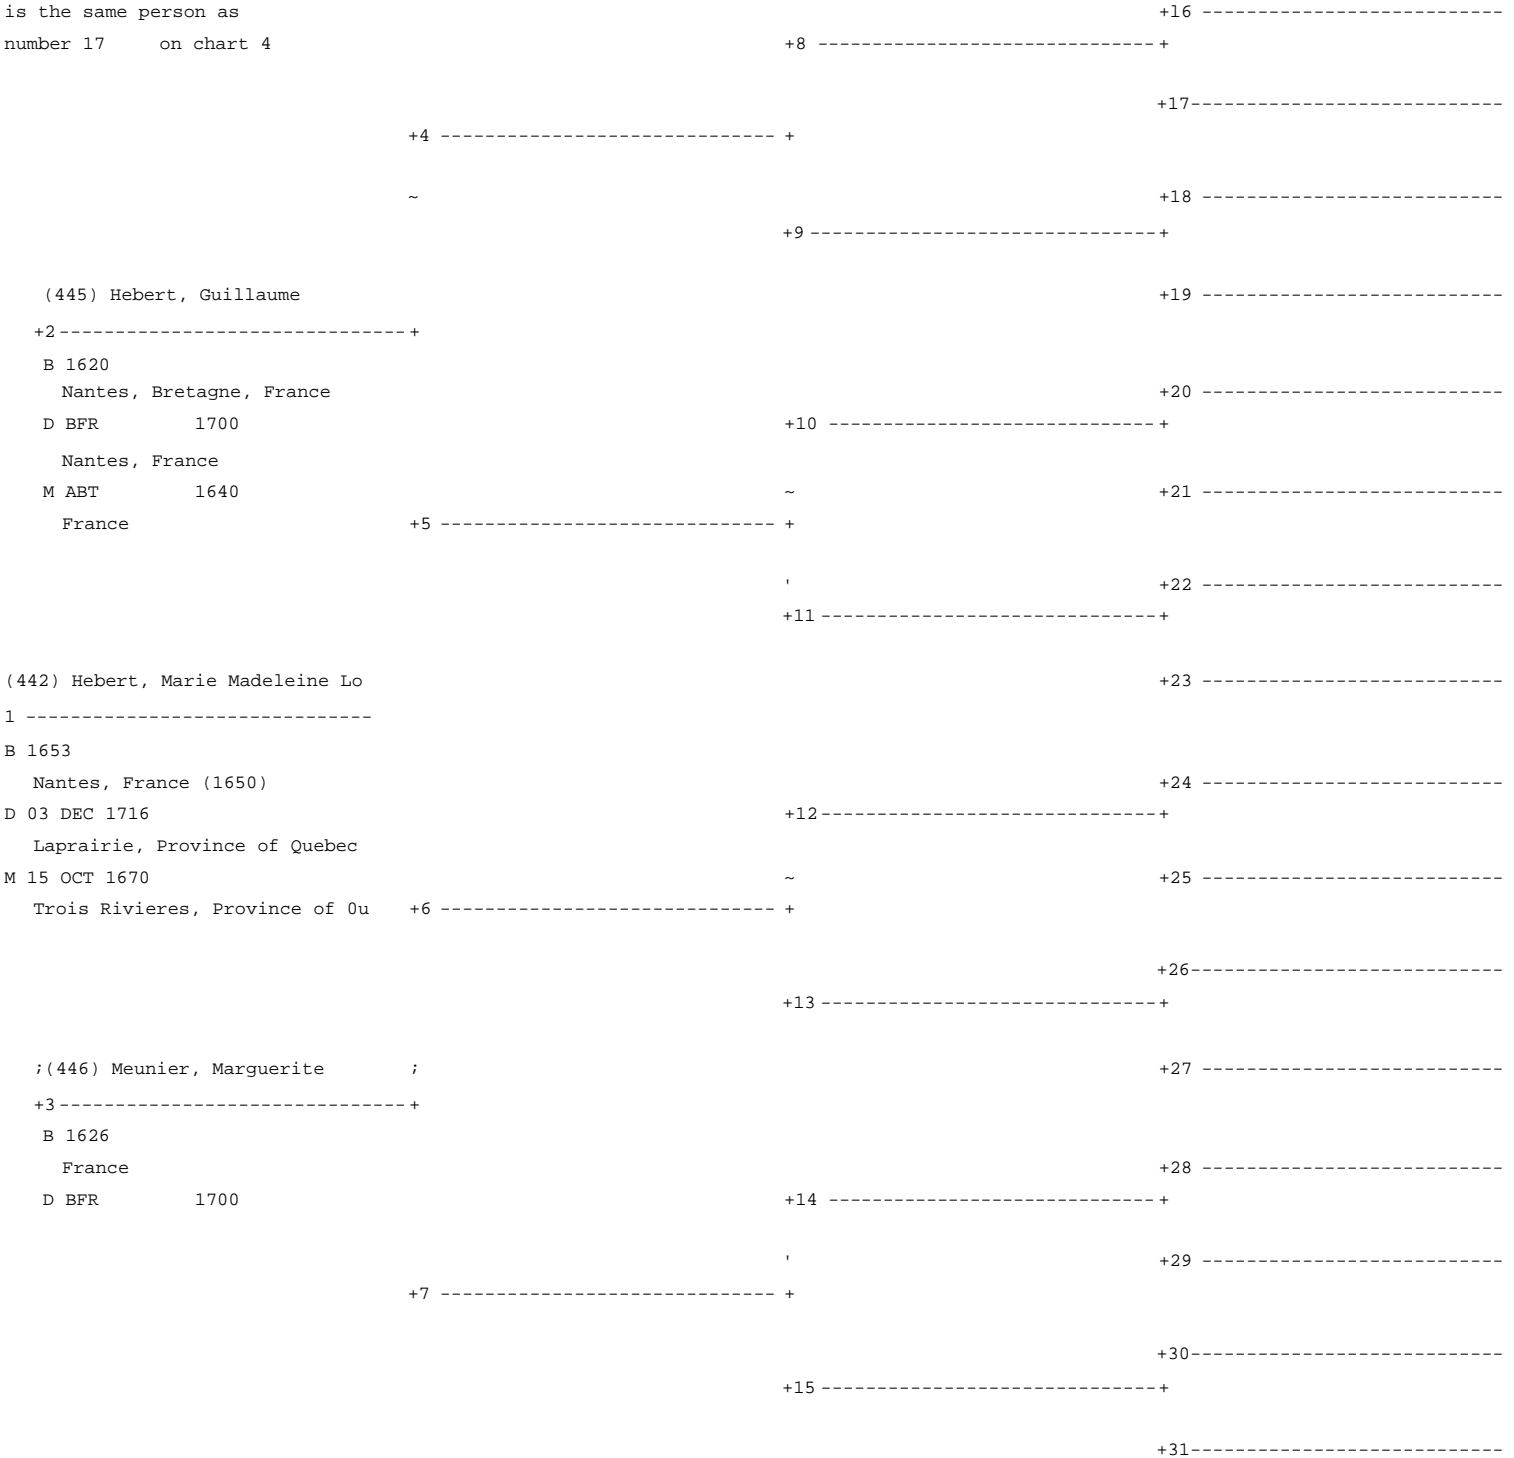 is the same person as +16 ---------------------------
number 17 on chart 4 +8 ------------------------------ +
+17----------------------------
+4 ------------------------------ +
~ +18 ---------------------------
+9 -------------------------------+
(445) Hebert, Guillaume +19 ---------------------------
+2------------------------------- +
B 1620
Nantes, Bretagne, France +20 ---------------------------
D BFR 1700 +10 ----------------------------- +
Nantes, France
M ABT 1640 ~ +21 ---------------------------
France +5 ------------------------------ +
' +22 ---------------------------
+11 ------------------------------+
(442) Hebert, Marie Madeleine Lo +23 ---------------------------
1 -------------------------------
B 1653
Nantes, France (1650) +24 ---------------------------
D 03 DEC 1716 +12------------------------------+
Laprairie, Province of Quebec
M 15 OCT 1670 ~ +25 ---------------------------
Trois Rivieres, Province of 0u +6 ------------------------------ +
+26----------------------------
+13 ------------------------------+
;(446) Meunier, Marguerite ; +27 ---------------------------
+3------------------------------- +
B 1626
France +28 ---------------------------
D BFR 1700 +14 ----------------------------- +
' +29 ---------------------------
+7 ------------------------------ +
+30----------------------------
+15 ------------------------------+
+31----------------------------